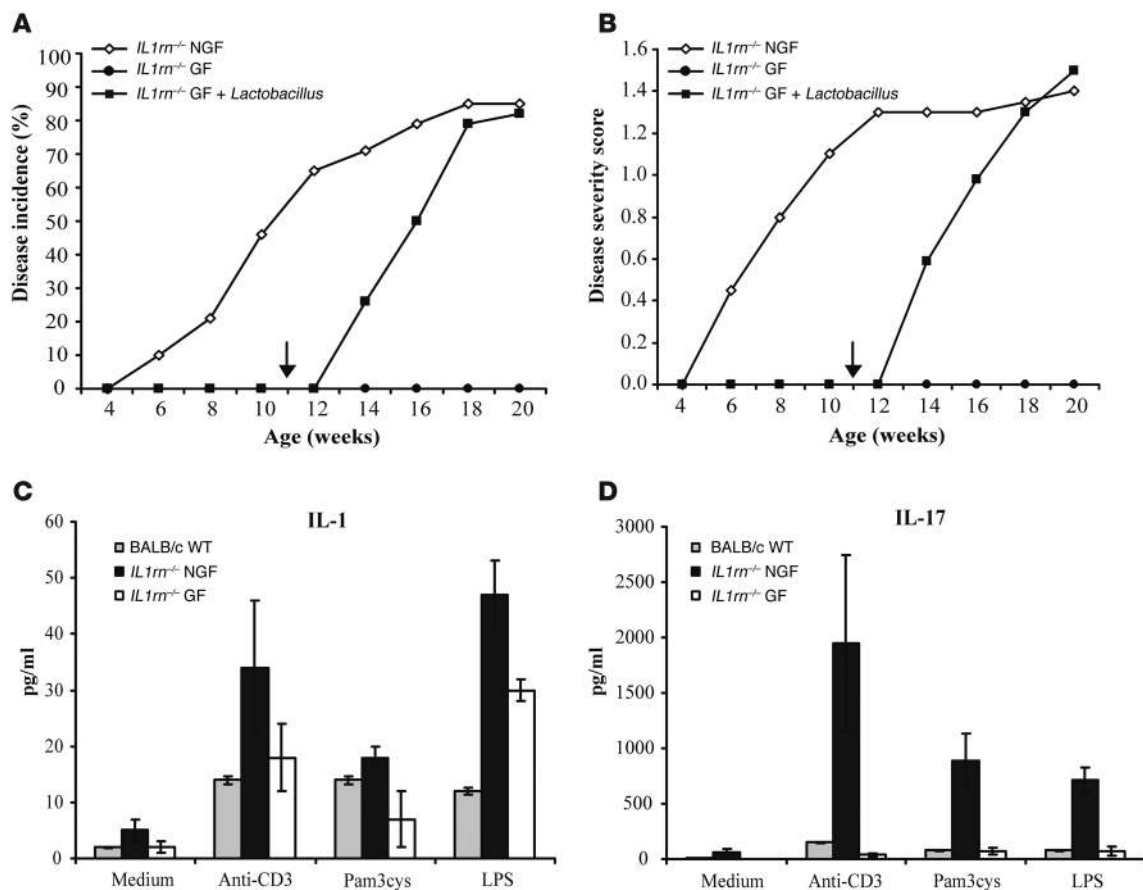 A
IL1rn–/– NGF
IL1rn–/– GF
IL1rn–/– GF + Lactobacillus
100
90
80
70
60
50
40
30
20
10
0
Disease incidence (%)
4 6 8 10 12 14 16 18 20
Age (weeks)
B
IL1rn–/– NGF
IL1rn–/– GF
IL1rn–/– GF + Lactobacillus
1.6
1.4
1.2
1.0
0.8
0.6
0.4
0.2
0.0
Disease severity score
4 6 8 10 12 14 16 18 20
Age (weeks)
C
IL-1
BALB/c WT
IL1rn–/– NGF
IL1rn–/– GF
60
50
40
30
20
10
0
pg/ml
Medium Anti-CD3 Pam3cys LPS
D
IL-17
BALB/c WT
IL1rn–/– NGF
IL1rn–/– GF
3000
2500
2000
1500
1000
500
0
pg/ml
Medium Anti-CD3 Pam3cys LPS